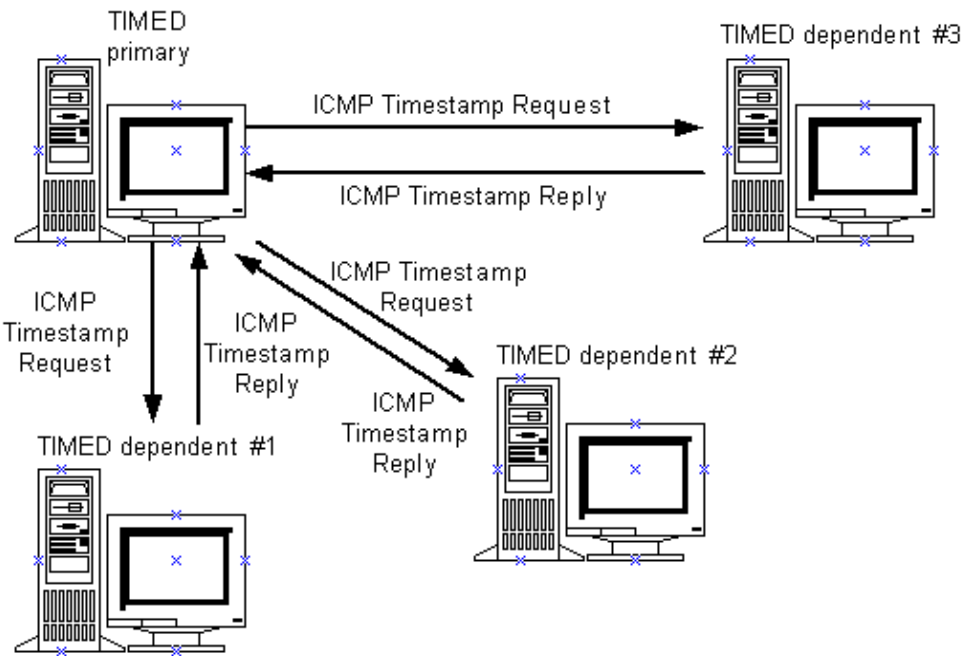 TIMED
primary
TIMED dependent #3
ICMP Timestamp Request
ICMP Timestamp Reply
ICMP Timestamp
Request
ICMP
Timestamp
Request
ICMP
Timestamp
Reply
TIMED dependent #2
ICMP
Timestamp
Reply
TIMED dependent #1